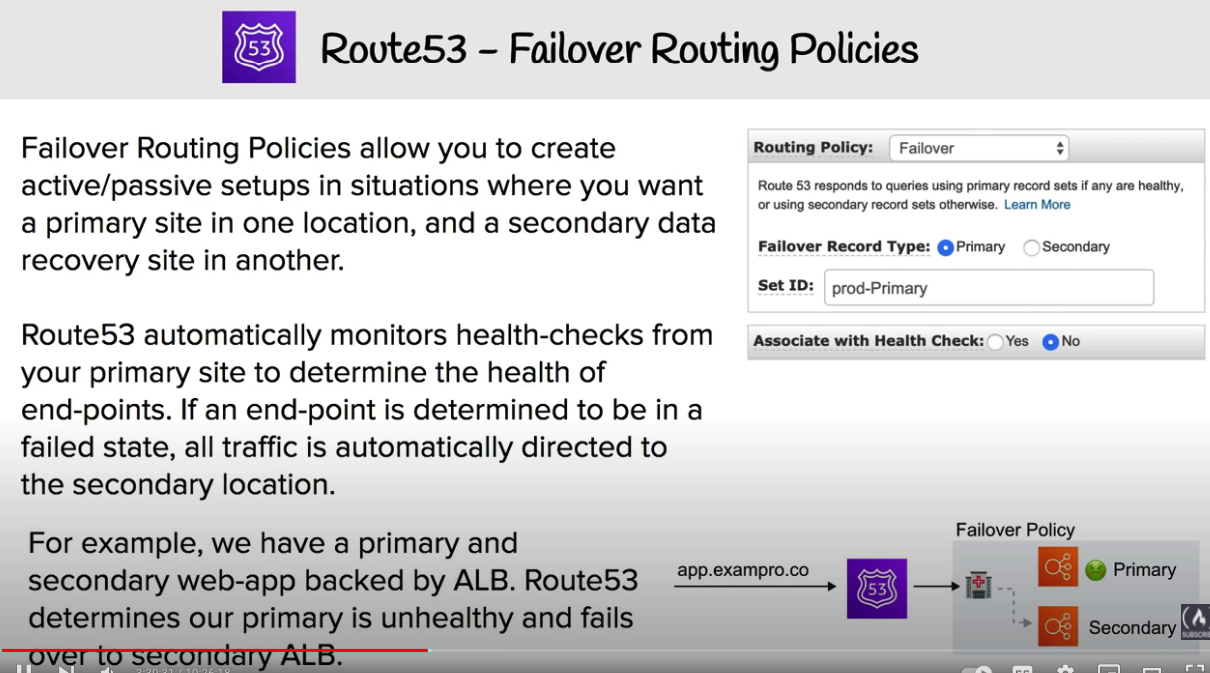 53
Route53 – Failover Routing Policies
Failover Routing Policies allow you to create
active/passive setups in situations where you want
a primary site in one location, and a secondary data
recovery site in another.
Route53 automatically monitors health-checks from
your primary site to determine the health of
end-points. If an end-point is determined to be in a
failed state, all traffic is automatically directed to
the secondary location.
For example, we have a primary and
secondary web-app backed by ALB. Route53
determines our primary is unhealthy and fails
over to secondary ALB.
Routing Policy: Failover
Route 53 responds to queries using primary record sets if any are healthy,
or using secondary record sets otherwise. Learn More
Failover Record Type: Primary Secondary
Set ID: prod-Primary
Associate with Health Check: Yes No
Failover Policy
app.exampro.co
53
Primary
Secondary